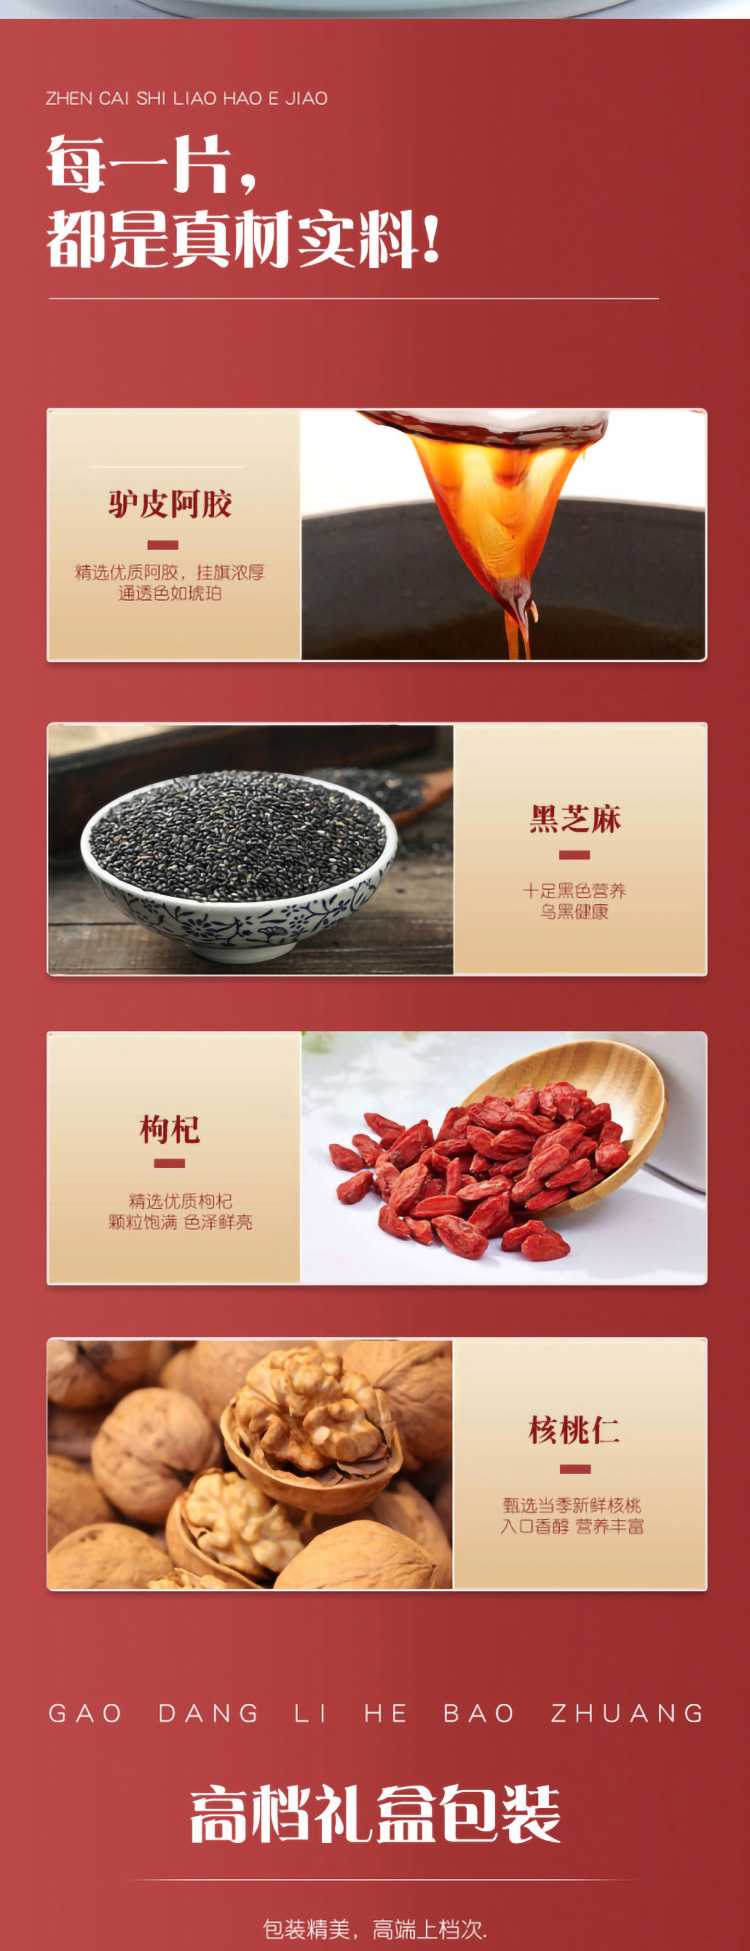 ZHEN CAI SHI LIAO HAO E JIAO
每一片，
都是真材实料！
驴皮阿胶
精选优质阿胶，挂旗浓厚
通透色如琥珀
黑芝麻
十足黑色营养
乌黑健康
枸杞
精选优质枸杞
颗粒饱满 色泽鲜亮
核桃仁
甄选当季新鲜核桃
入口香醇 营养丰富
GAO DANG LI HE BAO ZHUANG
高档礼盒包装
包装精美，高端上档次.